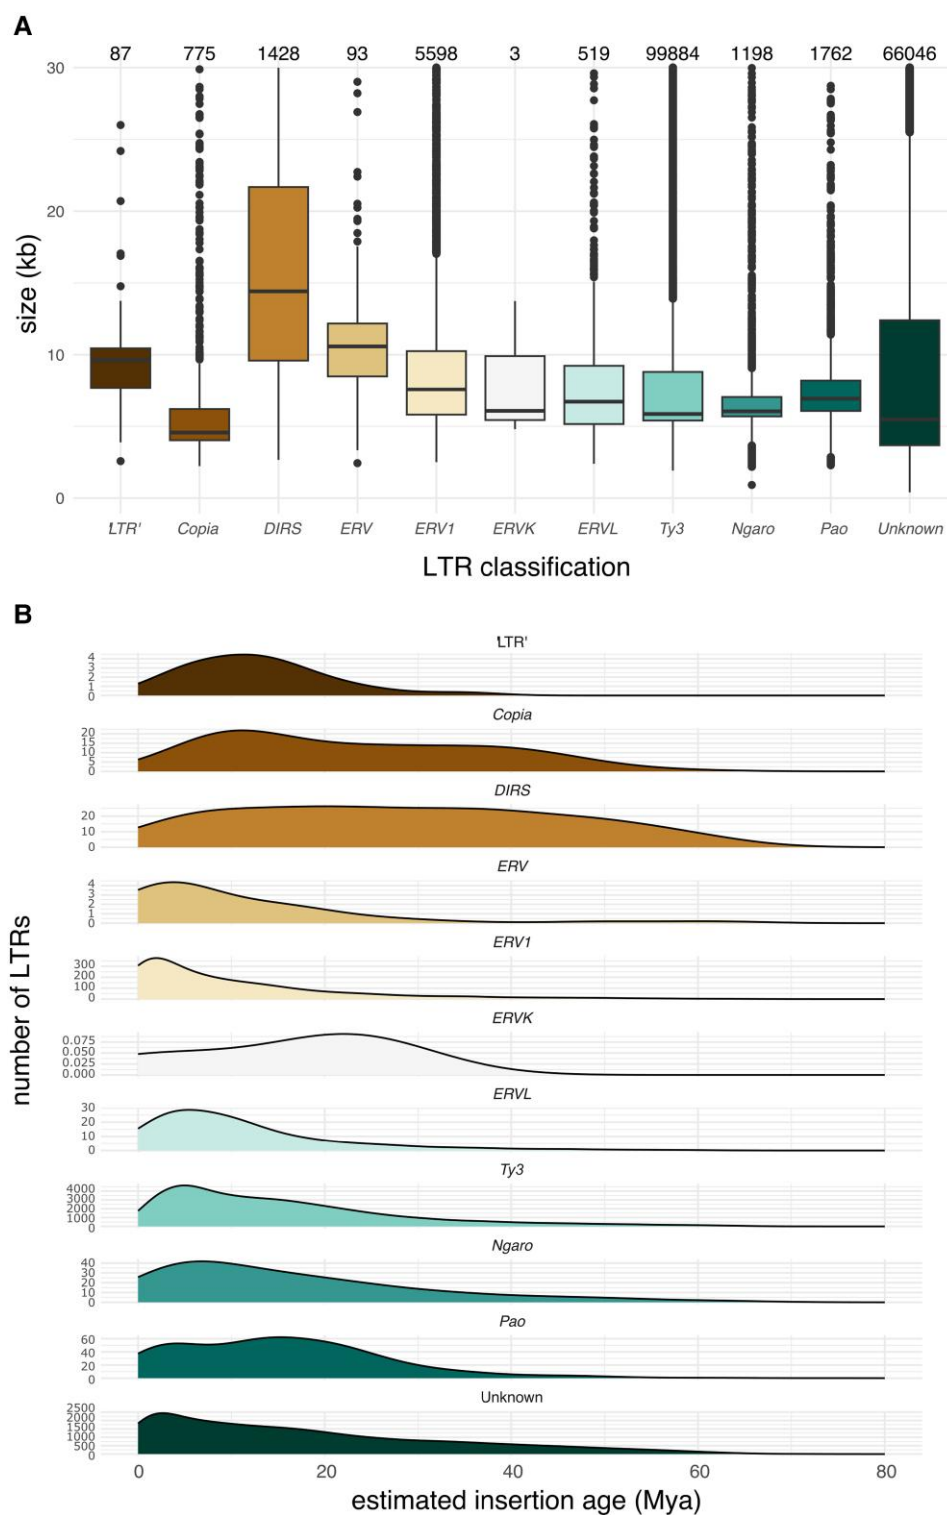 A
87 775 1428 93 5598 3 519 99884 1198 1762 66046
30
20
10
0
size (kb)
'LTR' Copia DIRS ERV ERV1 ERVK ERVL Ty3 Ngaro Pao Unknown
LTR classification
B
number of LTRs
'LTR'
4
3
2
1
0
Copia
20
15
10
5
0
DIRS
20
10
0
ERV
4
3
2
1
0
ERV1
300
200
100
0
ERVK
0.075
0.050
0.025
0.000
ERVL
30
20
10
0
Ty3
4000
3000
2000
1000
0
Ngaro
40
30
20
10
0
Pao
60
40
20
0
Unknown
2500
2000
1500
1000
500
0
0 20 40 60 80
estimated insertion age (Mya)